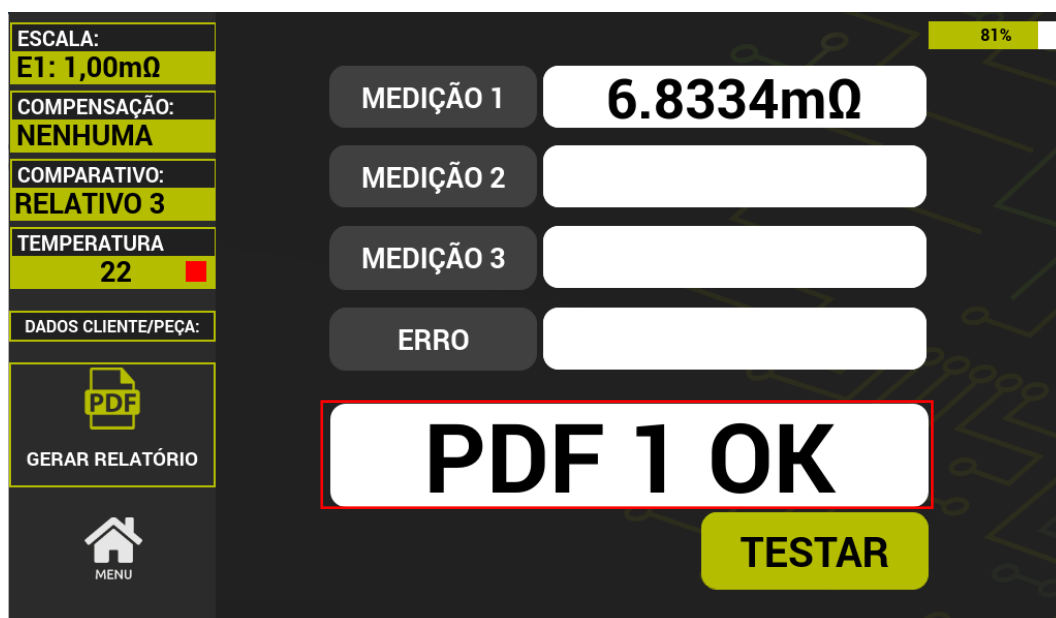 ESCALA:
E1: 1,00mΩ
COMPENSAÇÃO:
NENHUMA
COMPARATIVO:
RELATIVO 3
TEMPERATURA
22
DADOS CLIENTE/PEÇA:
PDF
GERAR RELATÓRIO
MENU
81%
MEDIÇÃO 1
6.8334mΩ
MEDIÇÃO 2
MEDIÇÃO 3
ERRO
PDF 1 OK
TESTAR